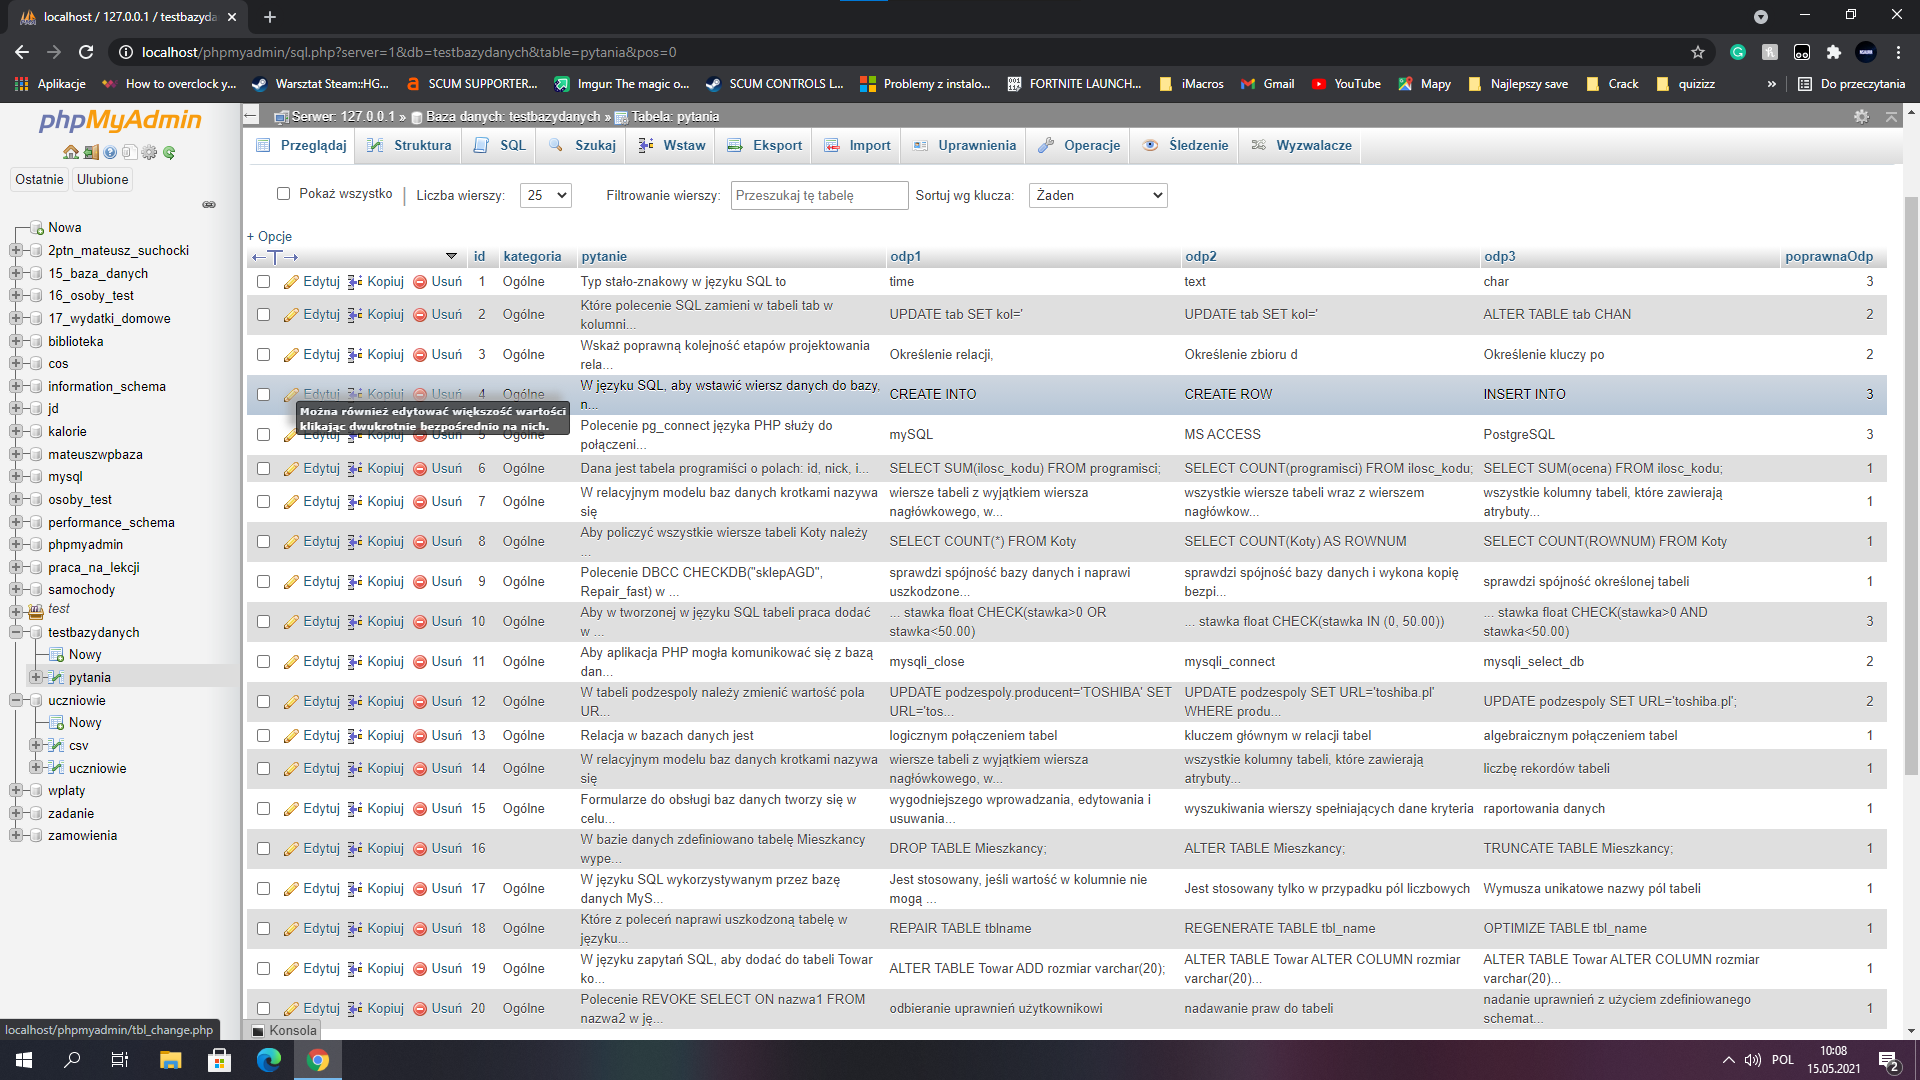 localhost / 127.0.0.1 / testbazyda
localhost/phpmyadmin/sql.php?server=1&db=testbazydanych&table=pytania&pos=0
Aplikacje How to overclock y... Warsztat Steam::HG... SCUM SUPPORTER... Imgur: The magic o... SCUM CONTROLS L... Problemy z instalo... FORTNITE LAUNCH... iMacros Gmail YouTube Mapy Najlepszy save Crack quizizz » Do przeczytania
phpMyAdmin
Ostatnie Ulubione
Nowa
2ptn_mateusz_suchocki
15_baza_danych
16_osoby_test
17_wydatki_domowe
biblioteka
cos
information_schema
jd
kalorie
mateuszwpbaza
mysql
osoby_test
performance_schema
phpmyadmin
praca_na_lekcji
samochody
test
testbazydanych
Nowy
pytania
uczniowie
Nowy
csv
uczniowie
wplaty
zadanie
zamowienia
localhost/phpmyadmin/tbl_change.php
Serwer: 127.0.0.1 » Baza danych: testbazydanych » Tabela: pytania
Przeglądaj Struktura SQL Szukaj Wstaw Eksport Import Uprawnienia Operacje Śledzenie Wyzwalacze
Pokaż wszystko Liczba wierszy: 25 Filtrowanie wierszy: Przeszukaj tę tabelę Sortuj wg klucza: Żaden
+ Opcje
←T→ id kategoria pytanie odp1 odp2 odp3 poprawnaOdp
Edytuj Kopiuj Usuń 1 Ogólne Typ stało-znakowy w języku SQL to time text char 3
Edytuj Kopiuj Usuń 2 Ogólne Które polecenie SQL zamieni w tabeli tab w kolumni... UPDATE tab SET kol=' UPDATE tab SET kol=' ALTER TABLE tab CHAN 2
Edytuj Kopiuj Usuń 3 Ogólne Wskaż poprawną kolejność etapów projektowania rela... Określenie relacji, Określenie zbioru d Określenie kluczy po 2
Edytuj Kopiuj Usuń 4 Ogólne W języku SQL, aby wstawić wiersz danych do bazy, n... CREATE INTO CREATE ROW INSERT INTO 3
Można również edytować większość wartości
klikając dwukrotnie bezpośrednio na nich.
Edytuj Kopiuj Usuń 5 Ogólne Polecenie pg_connect języka PHP służy do połączeni... mySQL MS ACCESS PostgreSQL 3
Edytuj Kopiuj Usuń 6 Ogólne Dana jest tabela programiści o polach: id, nick, i... SELECT SUM(ilosc_kodu) FROM programisci; SELECT COUNT(programisci) FROM ilosc_kodu; SELECT SUM(ocena) FROM ilosc_kodu; 1
Edytuj Kopiuj Usuń 7 Ogólne W relacyjnym modelu baz danych krotkami nazywa się wiersze tabeli z wyjątkiem wiersza nagłówkowego, w... wszystkie wiersze tabeli wraz z wierszem nagłówkow... wszystkie kolumny tabeli, które zawierają atrybuty... 1
Edytuj Kopiuj Usuń 8 Ogólne Aby policzyć wszystkie wiersze tabeli Koty należy ... SELECT COUNT(*) FROM Koty SELECT COUNT(Koty) AS ROWNUM SELECT COUNT(ROWNUM) FROM Koty 1
Edytuj Kopiuj Usuń 9 Ogólne Polecenie DBCC CHECKDB("sklepAGD", Repair_fast) w ... sprawdzi spójność bazy danych i naprawi uszkodzone... sprawdzi spójność bazy danych i wykona kopię bezpi... sprawdzi spójność określonej tabeli 1
Edytuj Kopiuj Usuń 10 Ogólne Aby w tworzonej w języku SQL tabeli praca dodać w ... ... stawka float CHECK(stawka>0 OR stawka<50.00) ... stawka float CHECK(stawka IN (0, 50.00)) ... stawka float CHECK(stawka>0 AND stawka<50.00) 3
Edytuj Kopiuj Usuń 11 Ogólne Aby aplikacja PHP mogła komunikować się z bazą dan... mysqli_close mysqli_connect mysqli_select_db 2
Edytuj Kopiuj Usuń 12 Ogólne W tabeli podzespoly należy zmienić wartość pola UR... UPDATE podzespoly.producent='TOSHIBA' SET URL='tos... UPDATE podzespoly SET URL='toshiba.pl' WHERE produ... UPDATE podzespoly SET URL='toshiba.pl'; 2
Edytuj Kopiuj Usuń 13 Ogólne Relacja w bazach danych jest logicznym połączeniem tabel kluczem głównym w relacji tabel algebraicznym połączeniem tabel 1
Edytuj Kopiuj Usuń 14 Ogólne W relacyjnym modelu baz danych krotkami nazywa się wiersze tabeli z wyjątkiem wiersza nagłówkowego, w... wszystkie kolumny tabeli, które zawierają atrybuty... liczbę rekordów tabeli 1
Edytuj Kopiuj Usuń 15 Ogólne Formularze do obsługi baz danych tworzy się w celu... wygodniejszego wprowadzania, edytowania i usuwania... wyszukiwania wierszy spełniających dane kryteria raportowania danych 1
Edytuj Kopiuj Usuń 16 W bazie danych zdefiniowano tabelę Mieszkancy wype... DROP TABLE Mieszkancy; ALTER TABLE Mieszkancy; TRUNCATE TABLE Mieszkancy; 1
Edytuj Kopiuj Usuń 17 Ogólne W języku SQL wykorzystywanym przez bazę danych MyS... Jest stosowany, jeśli wartość w kolumnie nie mogą ... Jest stosowany tylko w przypadku pól liczbowych Wymusza unikatowe nazwy pól tabeli 1
Edytuj Kopiuj Usuń 18 Ogólne Które z poleceń naprawi uszkodzoną tabelę w języku... REPAIR TABLE tblname REGENERATE TABLE tbl_name OPTIMIZE TABLE tbl_name 1
Edytuj Kopiuj Usuń 19 Ogólne W języku zapytań SQL, aby dodać do tabeli Towar ko... ALTER TABLE Towar ADD rozmiar varchar(20); ALTER TABLE Towar ALTER COLUMN rozmiar varchar(20)... ALTER TABLE Towar ALTER COLUMN rozmiar varchar(20)... 1
Edytuj Kopiuj Usuń 20 Ogólne Polecenie REVOKE SELECT ON nazwa1 FROM nazwa2 w ję... odbieranie uprawnień użytkownikowi nadawanie praw do tabeli nadanie uprawnień z użyciem zdefiniowanego schemat... 1
Konsola
POL 10:08
15.05.2021
2